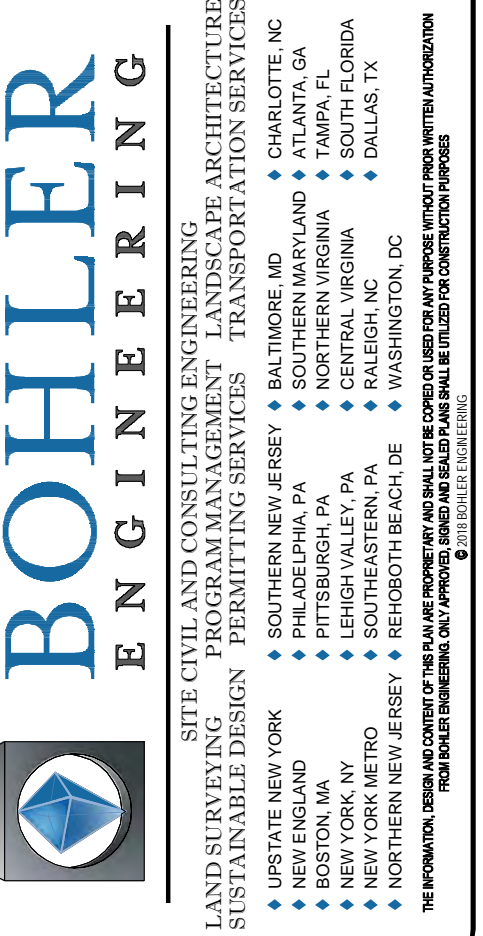 BOHLER
ENGINEERING
SITE CIVIL AND CONSULTING ENGINEERING
LAND SURVEYING PROGRAM MANAGEMENT LANDSCAPE ARCHITECTURE
SUSTAINABLE DESIGN PERMITTING SERVICES TRANSPORTATION SERVICES
UPSTATE NEW YORK
NEW ENGLAND
BOSTON, MA
NEW YORK, NY
NEW YORK METRO
NORTHERN NEW JERSEY
SOUTHERN NEW JERSEY
PHILADELPHIA, PA
PITTSBURGH, PA
LEHIGH VALLEY, PA
SOUTHEASTERN, PA
REHOBOTH BEACH, DE
BALTIMORE, MD
SOUTHERN MARYLAND
NORTHERN VIRGINIA
CENTRAL VIRGINIA
RALEIGH, NC
WASHINGTON, DC
CHARLOTTE, NC
ATLANTA, GA
TAMPA, FL
SOUTH FLORIDA
DALLAS, TX
THE INFORMATION, DESIGN AND CONTENT OF THIS PLAN ARE PROPRIETARY AND SHALL NOT BE COPIED OR USED FOR ANY PURPOSE WITHOUT PRIOR WRITTEN AUTHORIZATION
FROM BOHLER ENGINEERING. ONLY APPROVED, SIGNED AND SEALED PLANS SHALL BE UTILIZED FOR CONSTRUCTION PURPOSES
© 2018 BOHLER ENGINEERING